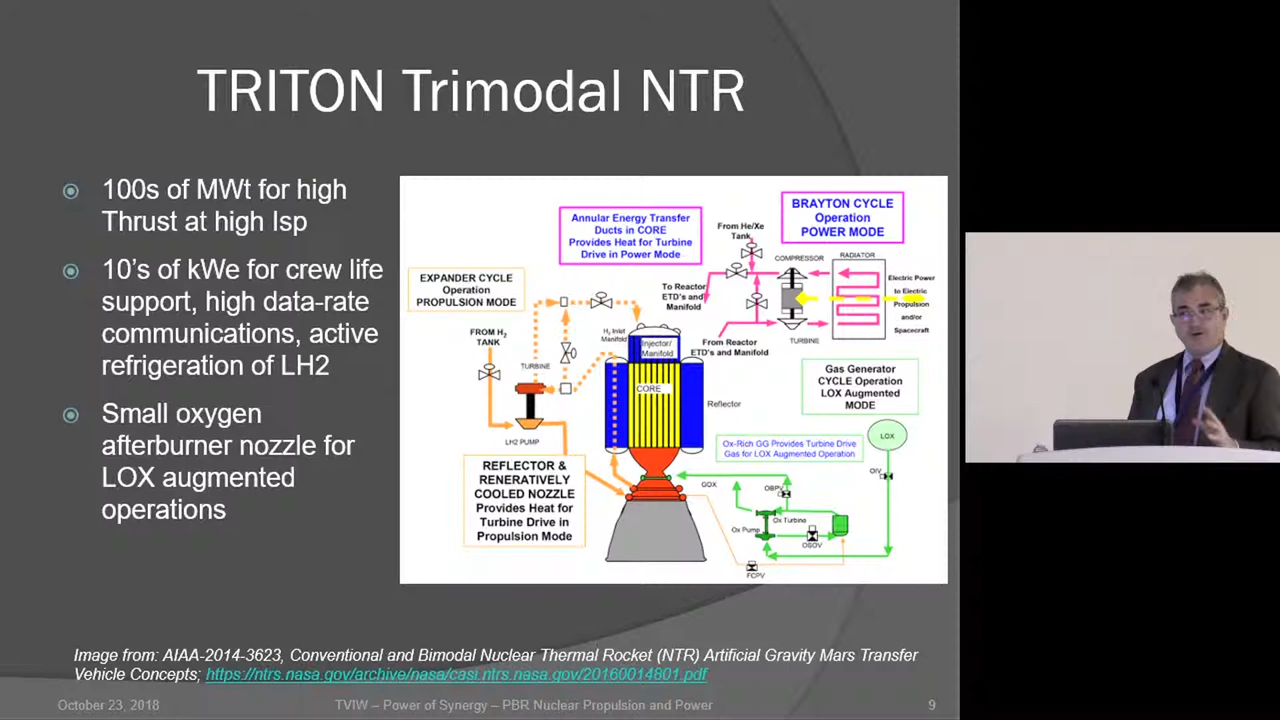 TRITON Trimodal NTR
100s of MWt for high
Thrust at high Isp
10's of kWe for crew life
support, high data-rate
communications, active
refrigeration of LH2
Small oxygen
afterburner nozzle for
LOX augmented
operations
Annular Energy Transfer
Ducts in CORE
Provides Heat for Turbine
Drive in Power Mode
From He/Xe
Tank
BRAYTON CYCLE
Operation
POWER MODE
EXPANDER CYCLE
Operation
PROPULSION MODE
COMPRESSOR
RADIATOR
Electric Power
to Electric
Propulsion
and/or
Spacecraft
To Reactor
ETD's and
Manifold
From Reactor
ETD's and Manifold
TURBINE
FROM H2
TANK
H2 Inlet
Manifold
Injector/
Manifold
TURBINE
CORE
Reflector
LH2 PUMP
Gas Generator
CYCLE Operation
LOX Augmented
MODE
Ox-Rich GG Provides Turbine Drive
Gas for LOX Augmented Operation
LOX
OIV
REFLECTOR &
RENERATIVELY
COOLED NOZZLE
Provides Heat for
Turbine Drive in
Propulsion Mode
GOX
OBPV
Ox Turbine
Ox Pump
OSOV
FCPV
Image from: AIAA-2014-3623, Conventional and Bimodal Nuclear Thermal Rocket (NTR) Artificial Gravity Mars Transfer
Vehicle Concepts; https://ntrs.nasa.gov/archive/nasa/casi.ntrs.nasa.gov/20160014801.pdf
October 23, 2018
TVIW – Power of Synergy – PBR Nuclear Propulsion and Power
9